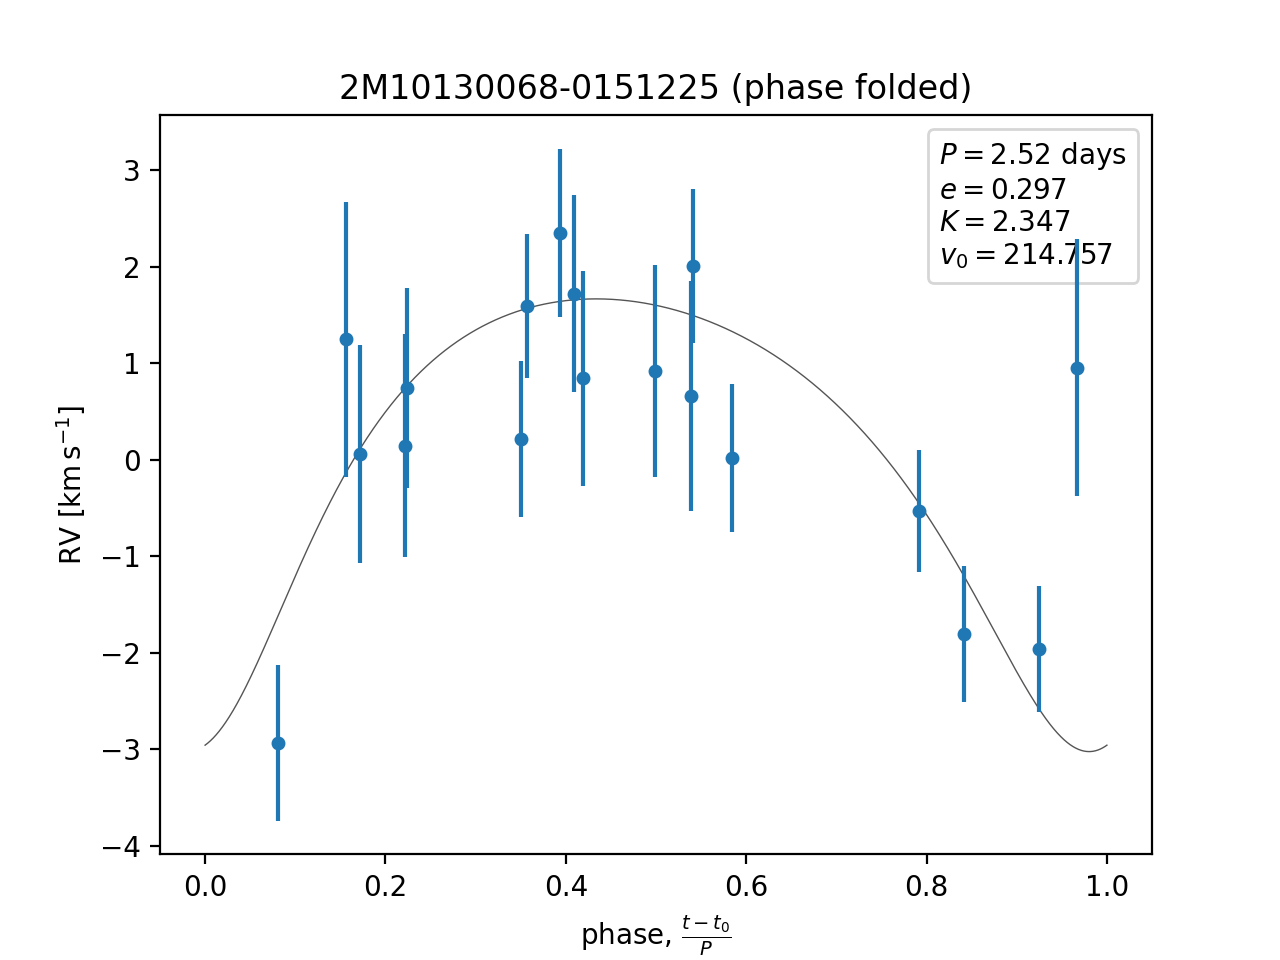 2M10130068-0151225 (phase folded)
P = 2.52 days
e = 0.297
K = 2.347
v₀ = 214.757
3
2
1
0
−1
−2
−3
−4
RV [km s⁻¹]
0.0 0.2 0.4 0.6 0.8 1.0
phase, (t − t₀)/P